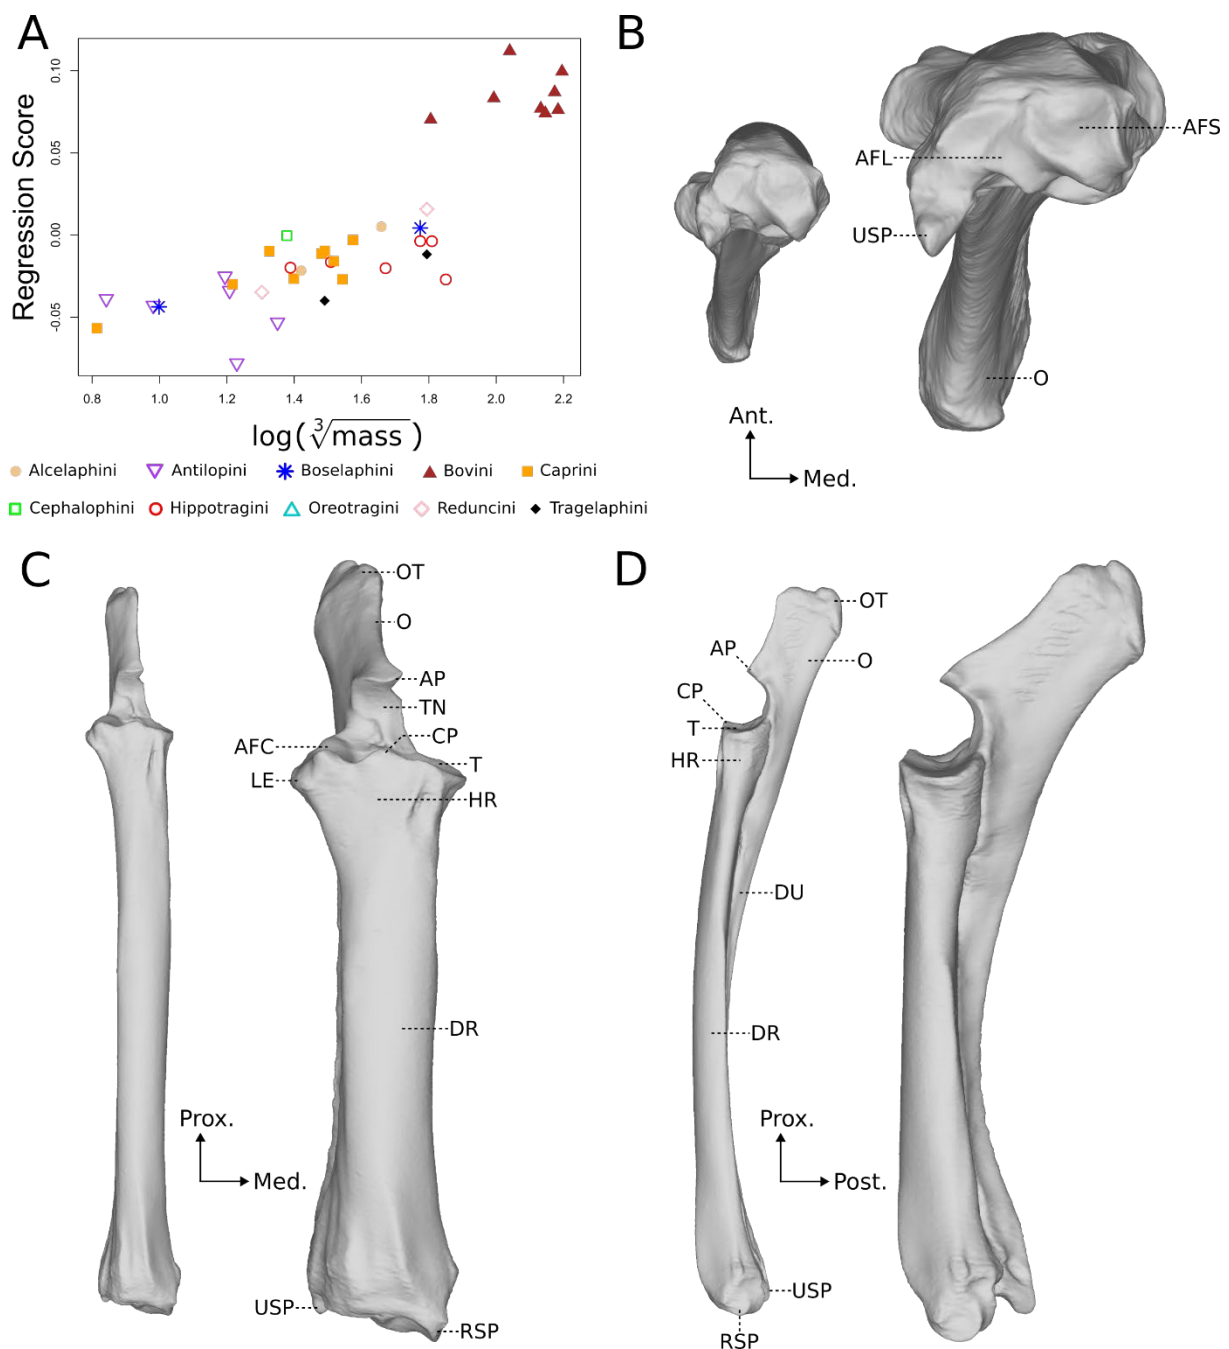 A
Regression Score
0.10
0.05
0.00
-0.05
0.8 1.0 1.2 1.4 1.6 1.8 2.0 2.2
log(∛mass)
Alcelaphini Antilopini Boselaphini Bovini Caprini
Cephalophini Hippotragini Oreotragini Reduncini Tragelaphini
B
AFS
AFL
USP
O
Ant.
Med.
C
OT
O
AP
TN
CP
AFC
T
LE
HR
DR
Prox.
Med.
USP
RSP
D
OT
AP
O
CP
T
HR
DU
DR
Prox.
Post.
USP
RSP